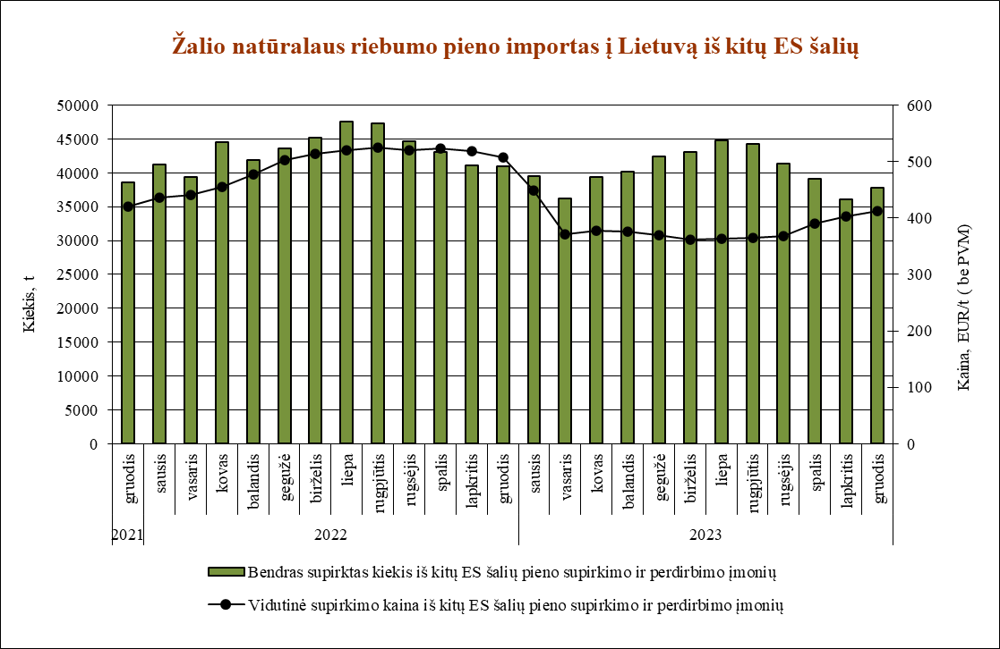 Žalio natūralaus riebumo pieno importas į Lietuvą iš kitų ES šalių
50000
45000
40000
35000
30000
25000
20000
15000
10000
5000
0
Kiekis, t
600
500
400
300
200
100
0
Kaina, EUR/t ( be PVM)
gruodis
sausis
vasaris
kovas
balandis
gegužė
birželis
liepa
rugpjūtis
rugsėjis
spalis
lapkritis
gruodis
sausis
vasaris
kovas
balandis
gegužė
birželis
liepa
rugpjūtis
rugsėjis
spalis
lapkritis
gruodis
2021
2022
2023
Bendras supirktas kiekis iš kitų ES šalių pieno supirkimo ir perdirbimo įmonių
Vidutinė supirkimo kaina iš kitų ES šalių pieno supirkimo ir perdirbimo įmonių